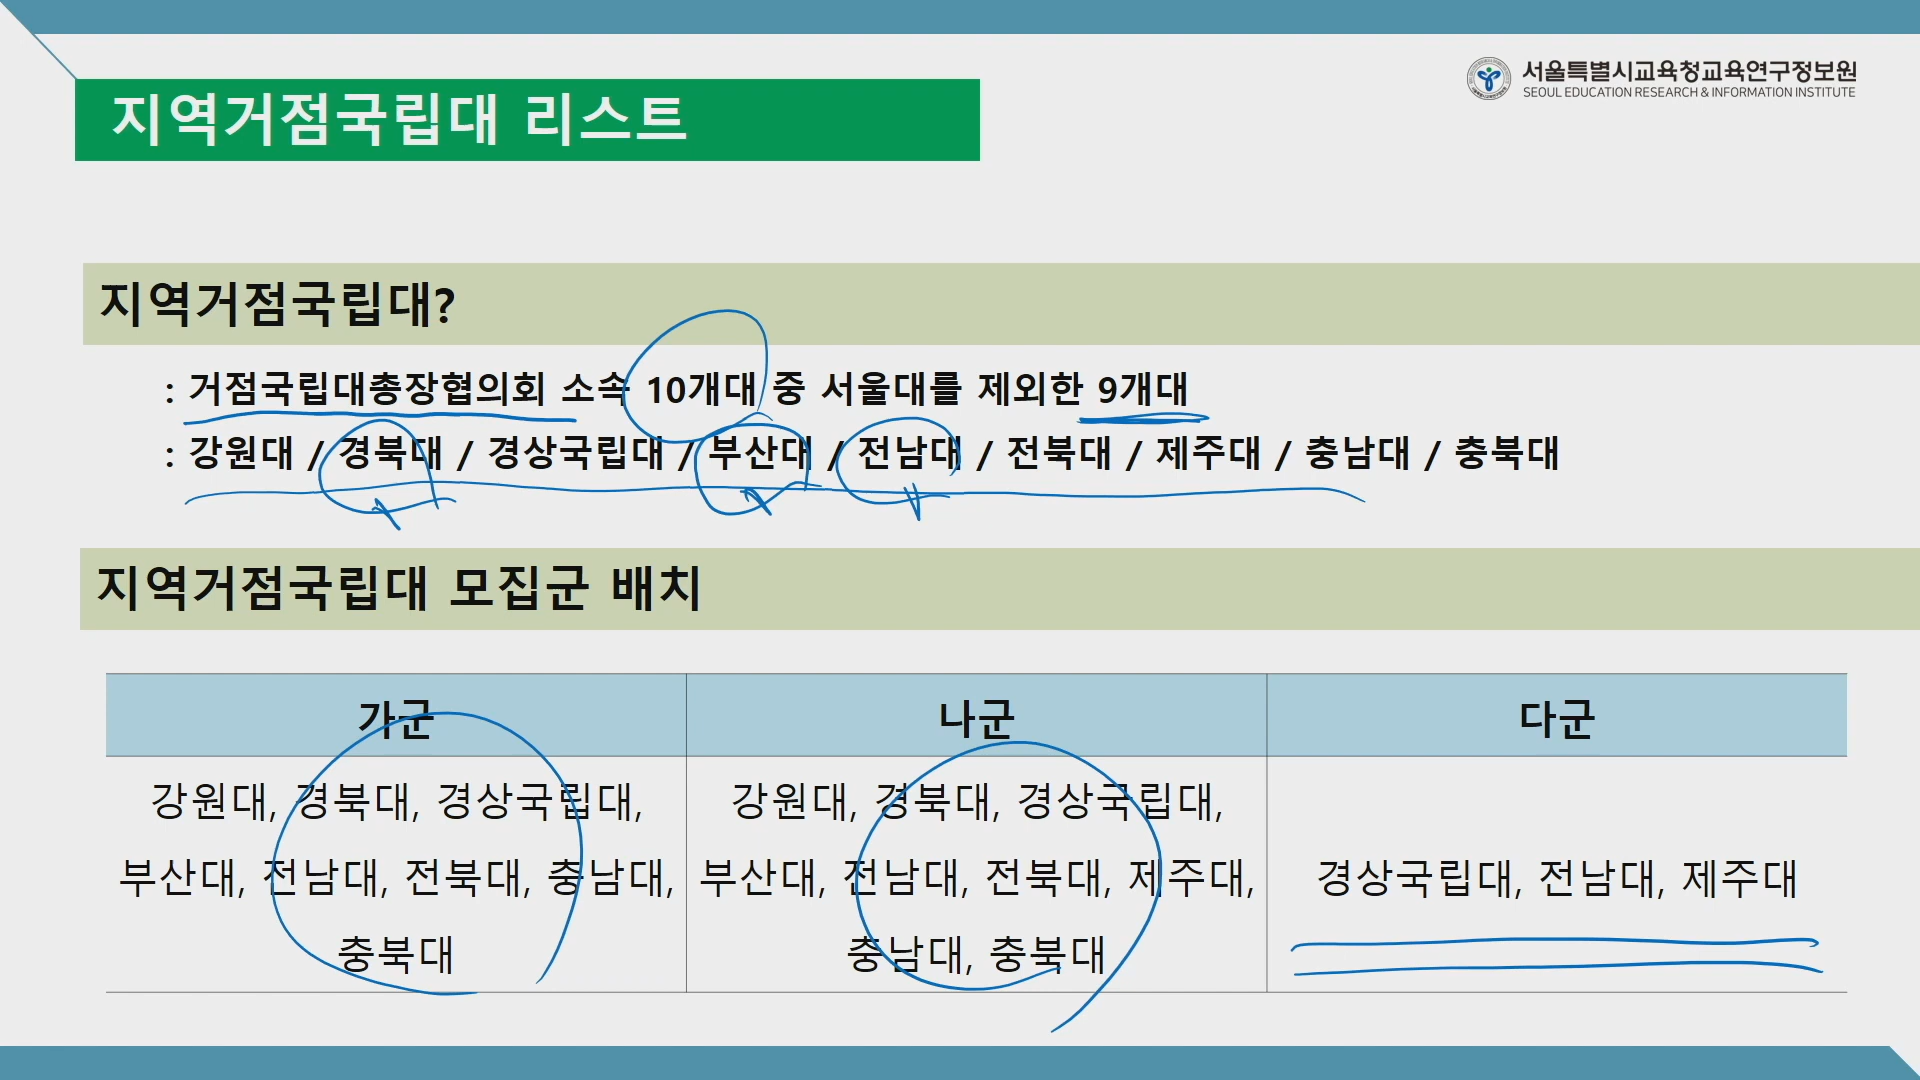 서울특별시교육청교육연구정보원
SEOUL EDUCATION RESEARCH & INFORMATION INSTITUTE
지역거점국립대 리스트
지역거점국립대?
: 거점국립대총장협의회 소속 10개대 중 서울대를 제외한 9개대
: 강원대 / 경북대 / 경상국립대 / 부산대 / 전남대 / 전북대 / 제주대 / 충남대 / 충북대
지역거점국립대 모집군 배치
가군
나군
다군
강원대, 경북대, 경상국립대,
부산대, 전남대, 전북대, 충남대,
충북대
강원대, 경북대, 경상국립대,
부산대, 전남대, 전북대, 제주대,
충남대, 충북대
경상국립대, 전남대, 제주대